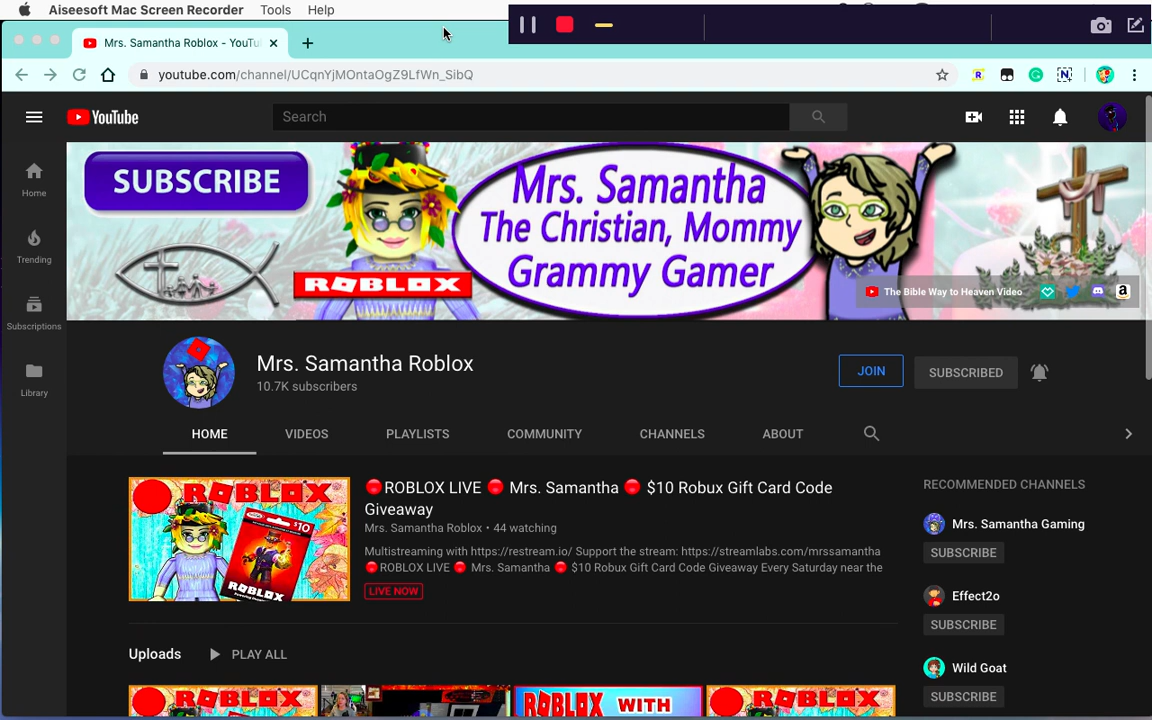 Aiseesoft Mac Screen Recorder Tools Help
Mrs. Samantha Roblox - YouTu
youtube.com/channel/UCqnYjMOntaOgZ9LfWn_SibQ
YouTube
Search
Home
Trending
Subscriptions
Library
SUBSCRIBE
ROBLOX
Mrs. Samantha
The Christian, Mommy
Grammy Gamer
The Bible Way to Heaven Video
Mrs. Samantha Roblox
10.7K subscribers
JOIN
SUBSCRIBED
HOME VIDEOS PLAYLISTS COMMUNITY CHANNELS ABOUT
ROBLOX
$10
ROBLOX
🔴ROBLOX LIVE 🔴 Mrs. Samantha 🔴 $10 Robux Gift Card Code
Giveaway
Mrs. Samantha Roblox • 44 watching
Multistreaming with https://restream.io/ Support the stream: https://streamlabs.com/mrssamantha
🔴ROBLOX LIVE 🔴 Mrs. Samantha 🔴 $10 Robux Gift Card Code Giveaway Every Saturday near the
LIVE NOW
RECOMMENDED CHANNELS
Mrs. Samantha Gaming
SUBSCRIBE
Effect2o
SUBSCRIBE
Wild Goat
SUBSCRIBE
Uploads PLAY ALL
ROBLOX
ROBLOX WITH
ROBLOX